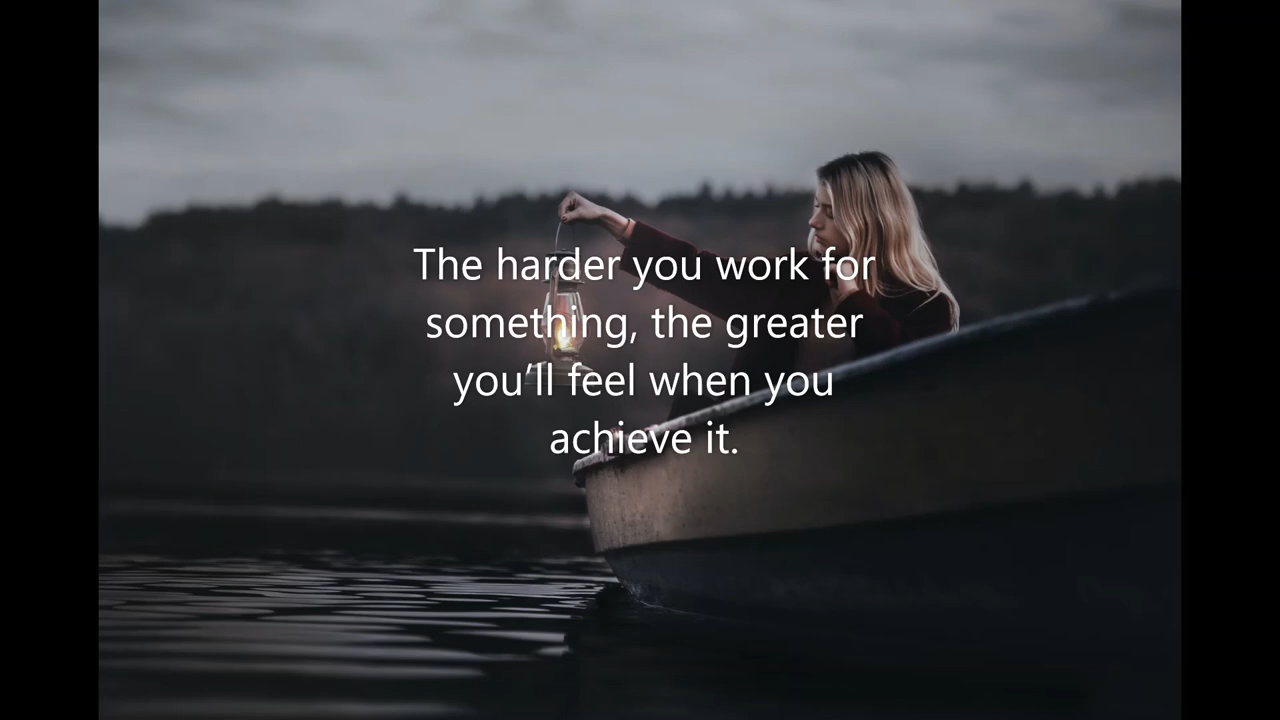 The harder you work for
something, the greater
you’ll feel when you
achieve it.